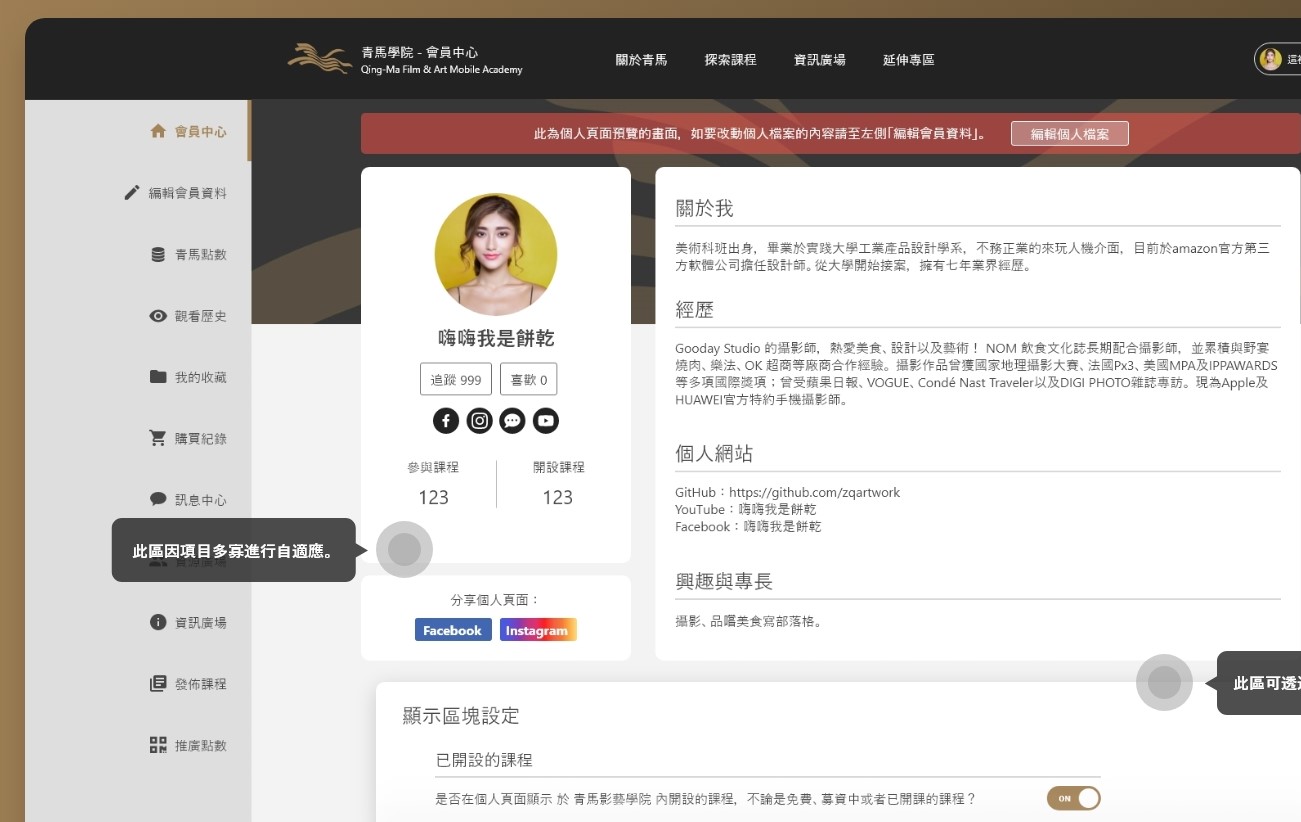 青馬學院 - 會員中心
Qing-Ma Film & Art Mobile Academy
關於青馬
探索課程
資訊廣場
延伸專區
會員中心
編輯會員資料
青馬點數
觀看歷史
我的收藏
購買紀錄
訊息中心
資訊廣場
發佈課程
推廣點數
此為個人頁面預覽的畫面，如要改動個人檔案的內容請至左側「編輯會員資料」。
編輯個人檔案
嗨嗨我是餅乾
追蹤 999
喜歡 0
參與課程
開設課程
123
123
此區因項目多寡進行自適應。
分享個人頁面：
Facebook
Instagram
關於我
美術科班出身，畢業於實踐大學工業產品設計學系，不務正業的來玩人機介面，目前於amazon官方第三
方軟體公司擔任設計師。從大學開始接案，擁有七年業界經歷。
經歷
Gooday Studio 的攝影師，熱愛美食、設計以及藝術！ NOM 飲食文化誌長期配合攝影師，並累積與野宴
燒肉、樂法、OK 超商等廠商合作經驗。攝影作品曾獲國家地理攝影大賽、法國Px3、美國MPA及IPPAWARDS
等多項國際獎項；曾受蘋果日報、VOGUE、Condé Nast Traveler以及DIGI PHOTO雜誌專訪。現為Apple及
HUAWEI官方特約手機攝影師。
個人網站
GitHub：https://github.com/zqartwork
YouTube：嗨嗨我是餅乾
Facebook：嗨嗨我是餅乾
興趣與專長
攝影、品嚐美食寫部落格。
此區可透
顯示區塊設定
已開設的課程
是否在個人頁面顯示 於 青馬影藝學院 內開設的課程，不論是免費、募資中或者已開課的課程？
ON